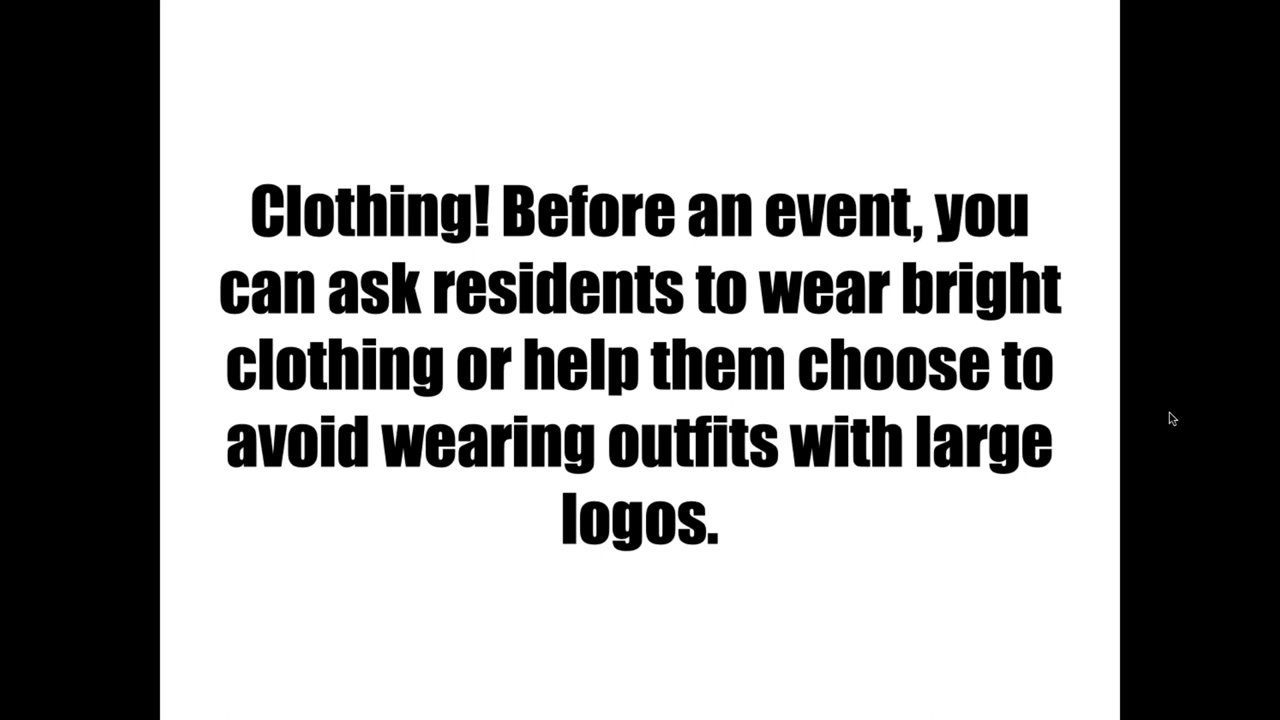 Clothing! Before an event, you
can ask residents to wear bright
clothing or help them choose to
avoid wearing outfits with large
logos.